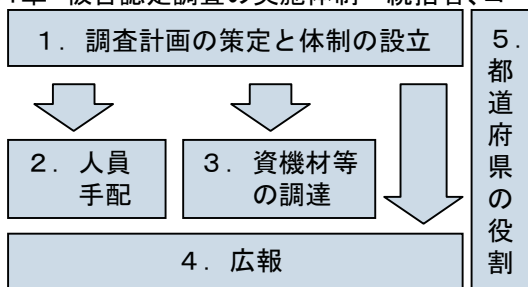 1．調査計画の策定と体制の設立
2．人員
手配
3．資機材等
の調達
4．広報
5．
都
道
府
県
の
役
割